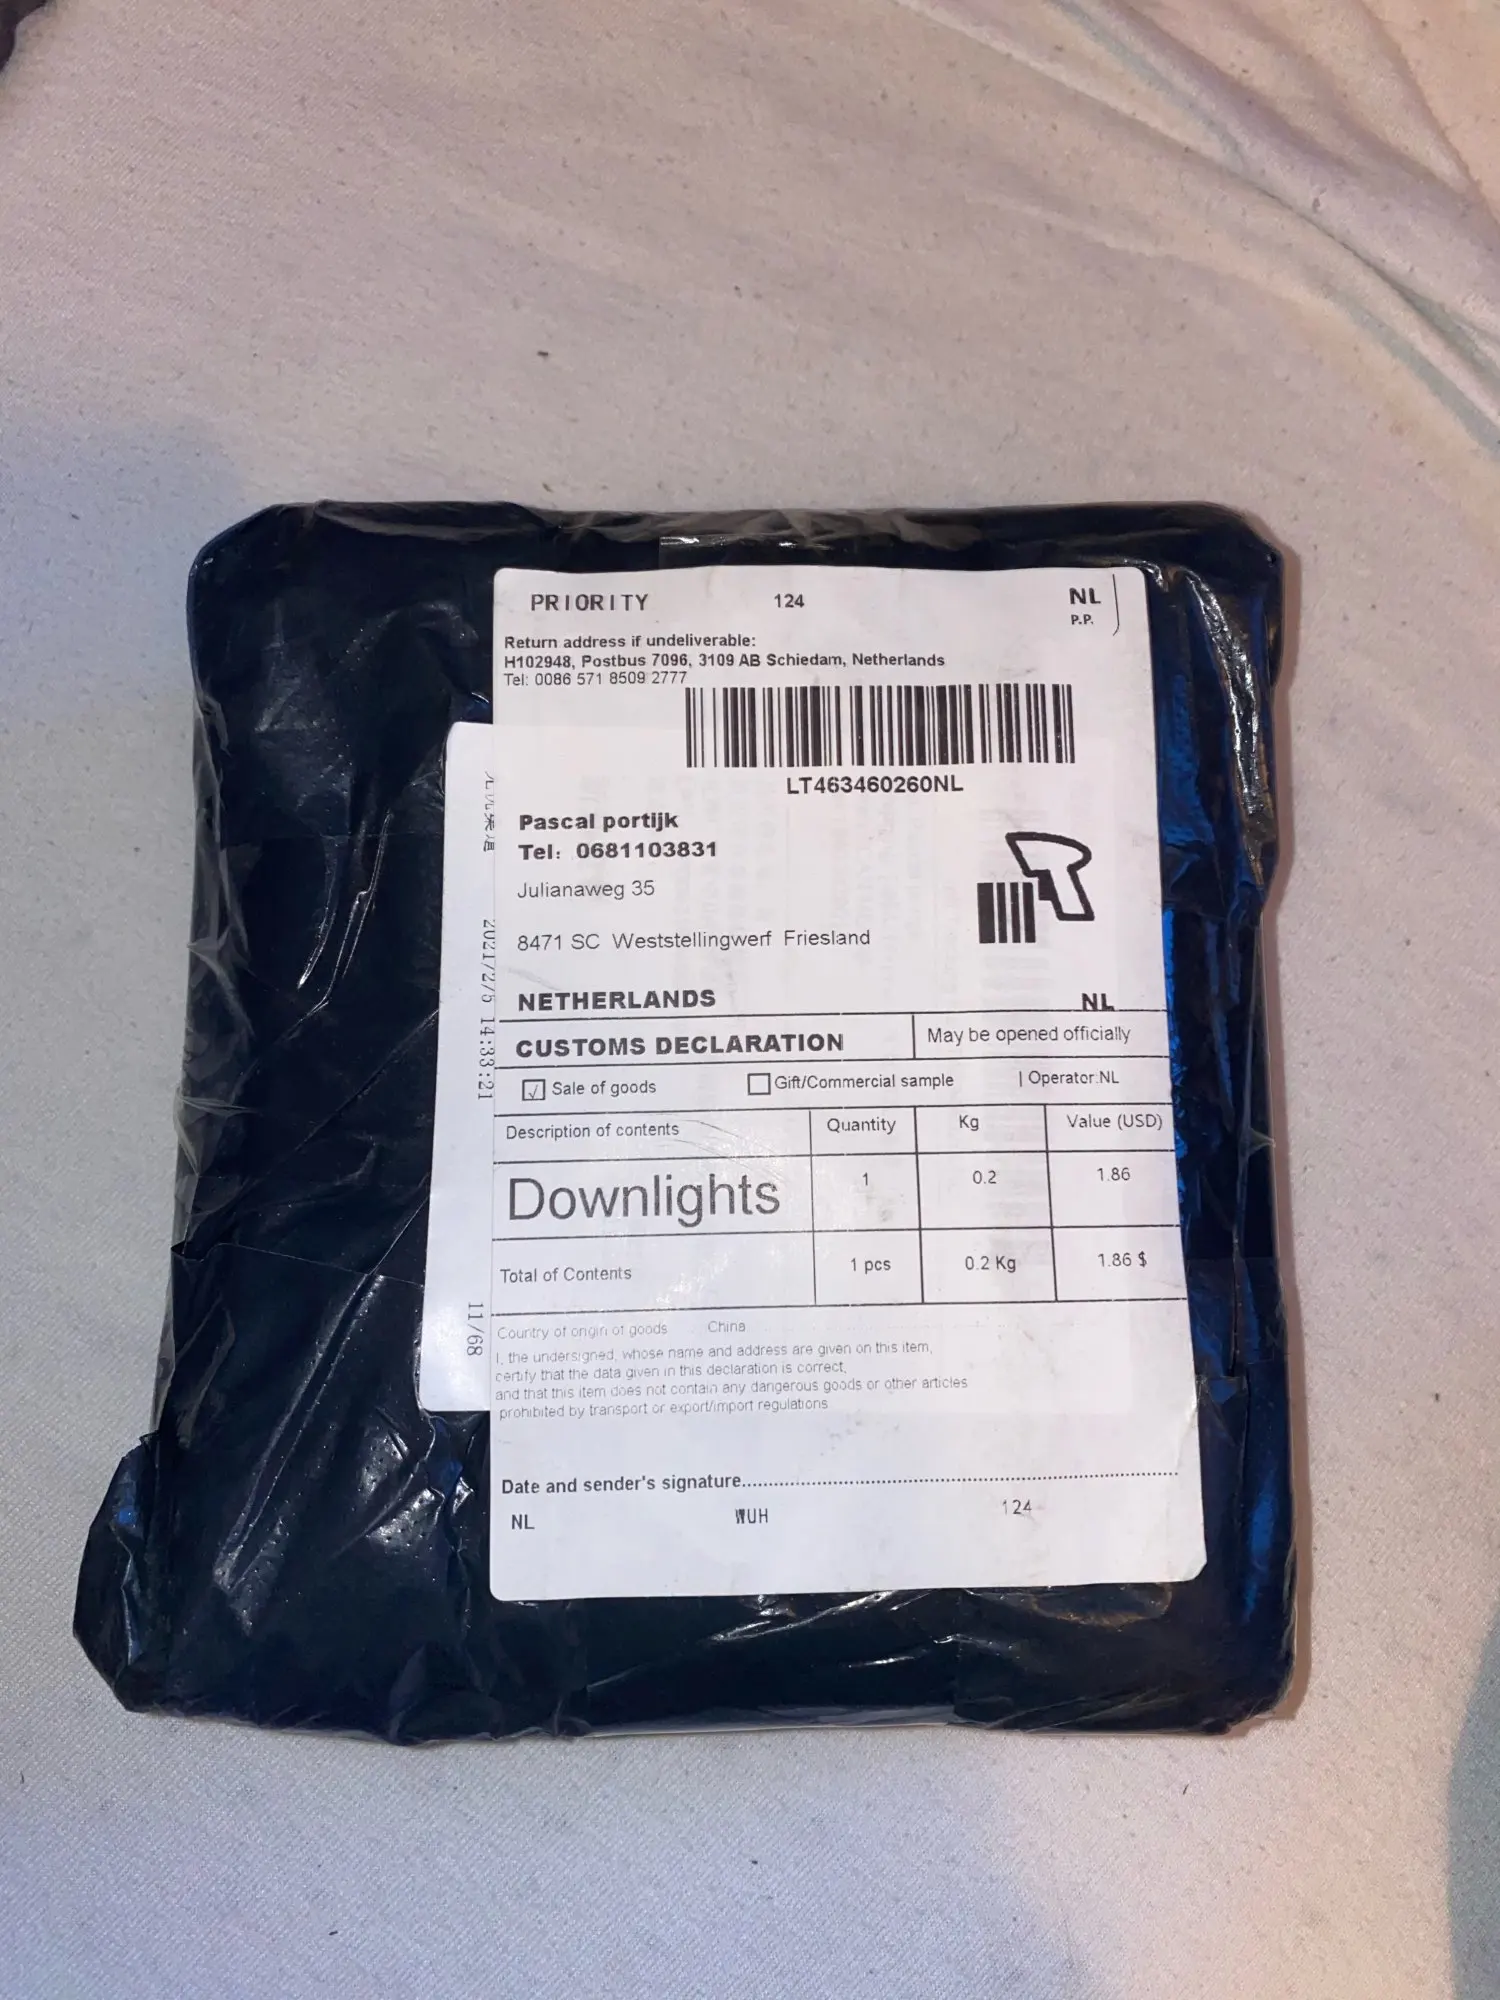 PRIORITY 124 NL
P.P.
Return address if undeliverable:
H102948, Postbus 7096, 3109 AB Schiedam, Netherlands
Tel: 0086 571 8509 2777
LT463460260NL
Pascal portijk
Tel: 0681103831
Julianaweg 35
8471 SC Weststellingwerf Friesland
NETHERLANDS NL
CUSTOMS DECLARATION May be opened officially
√ Sale of goods Gift/Commercial sample | Operator:NL
Description of contents Quantity Kg Value (USD)
Downlights 1 0.2 1.86
Total of Contents 1 pcs 0.2 Kg 1.86 $
Country of origin of goods China
I, the undersigned, whose name and address are given on this item,
certify that the data given in this declaration is correct,
and that this item does not contain any dangerous goods or other articles
prohibited by transport or export/import regulations
Date and sender's signature........................................................................
NL WUH 124
2021/2/5 14:33:21
11/68